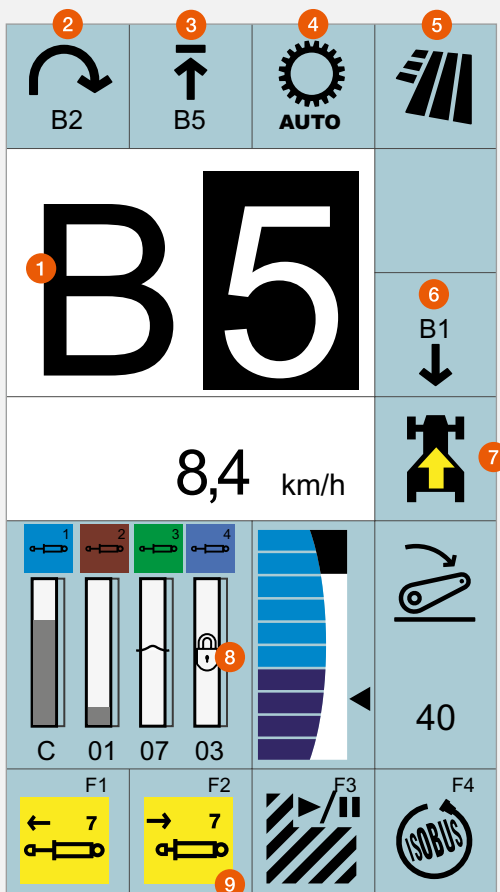 2 3 4 5
B2 B5 AUTO
1 B5
6
B1
8,4 km/h
7
1 2 3 4
8
C 01 07 03
40
F1 F2 F3 F4
← 7 → 7 ISOBUS
9